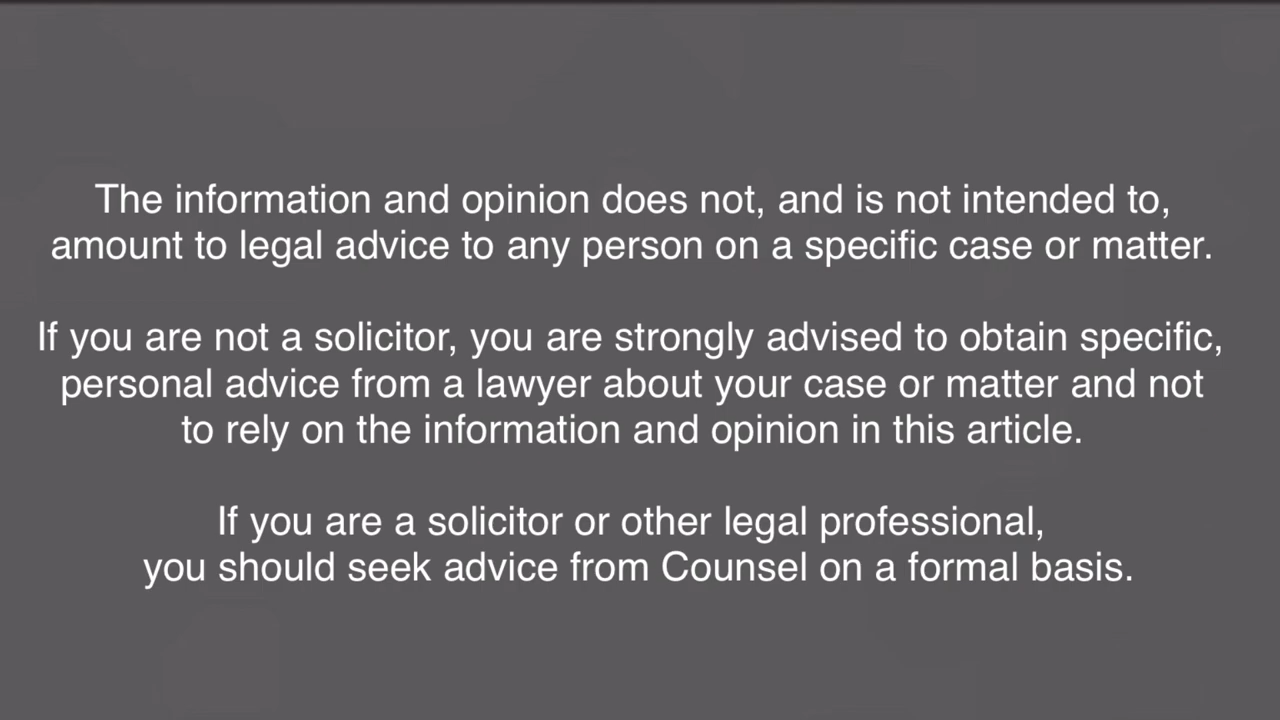 The information and opinion does not, and is not intended to,
amount to legal advice to any person on a specific case or matter.
If you are not a solicitor, you are strongly advised to obtain specific,
personal advice from a lawyer about your case or matter and not
to rely on the information and opinion in this article.
If you are a solicitor or other legal professional,
you should seek advice from Counsel on a formal basis.